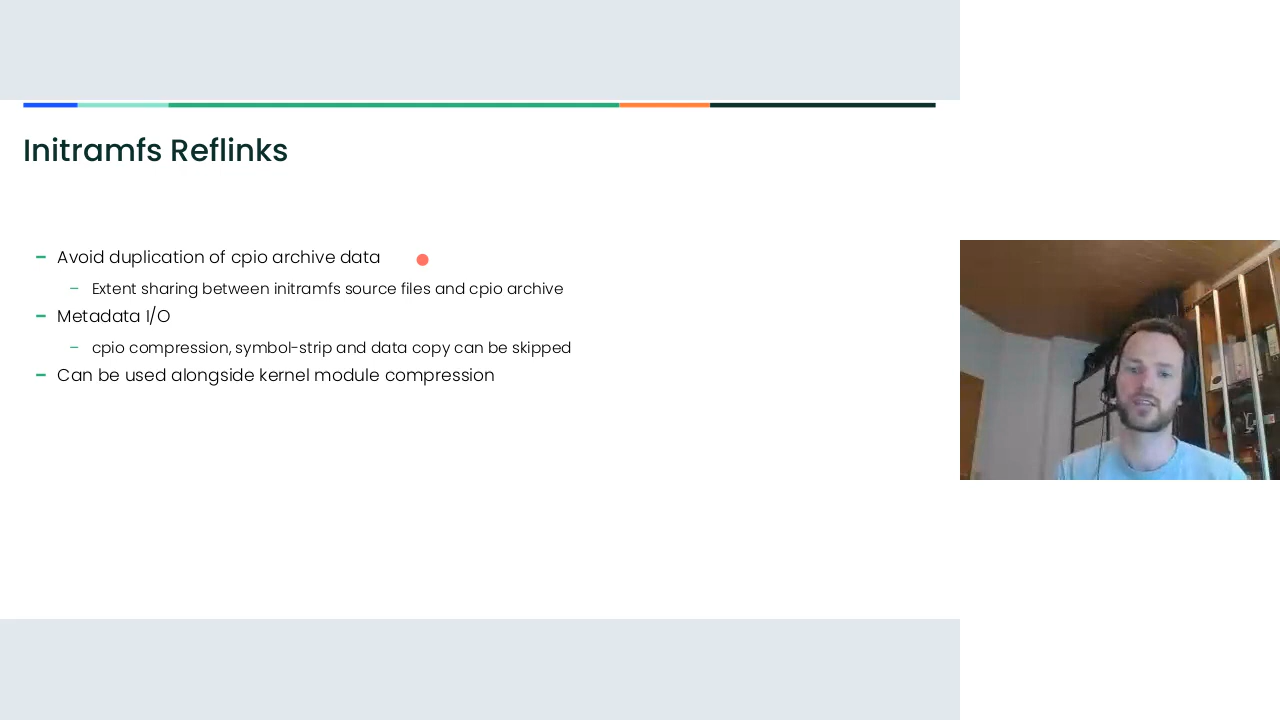 Initramfs Reflinks
– Avoid duplication of cpio archive data
– Extent sharing between initramfs source files and cpio archive
– Metadata I/O
– cpio compression, symbol-strip and data copy can be skipped
– Can be used alongside kernel module compression